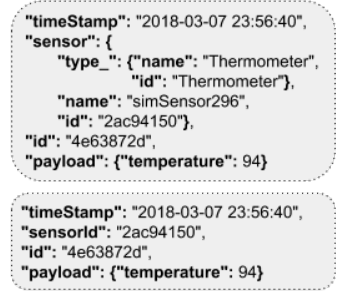 "timeStamp": "2018-03-07 23:56:40",
"sensor": {
"type_": {"name": "Thermometer",
"id": "Thermometer"},
"name": "simSensor296",
"id": "2ac94150"},
"id": "4e63872d",
"payload": {"temperature": 94}
"timeStamp": "2018-03-07 23:56:40",
"sensorId": "2ac94150",
"id": "4e63872d",
"payload": {"temperature": 94}